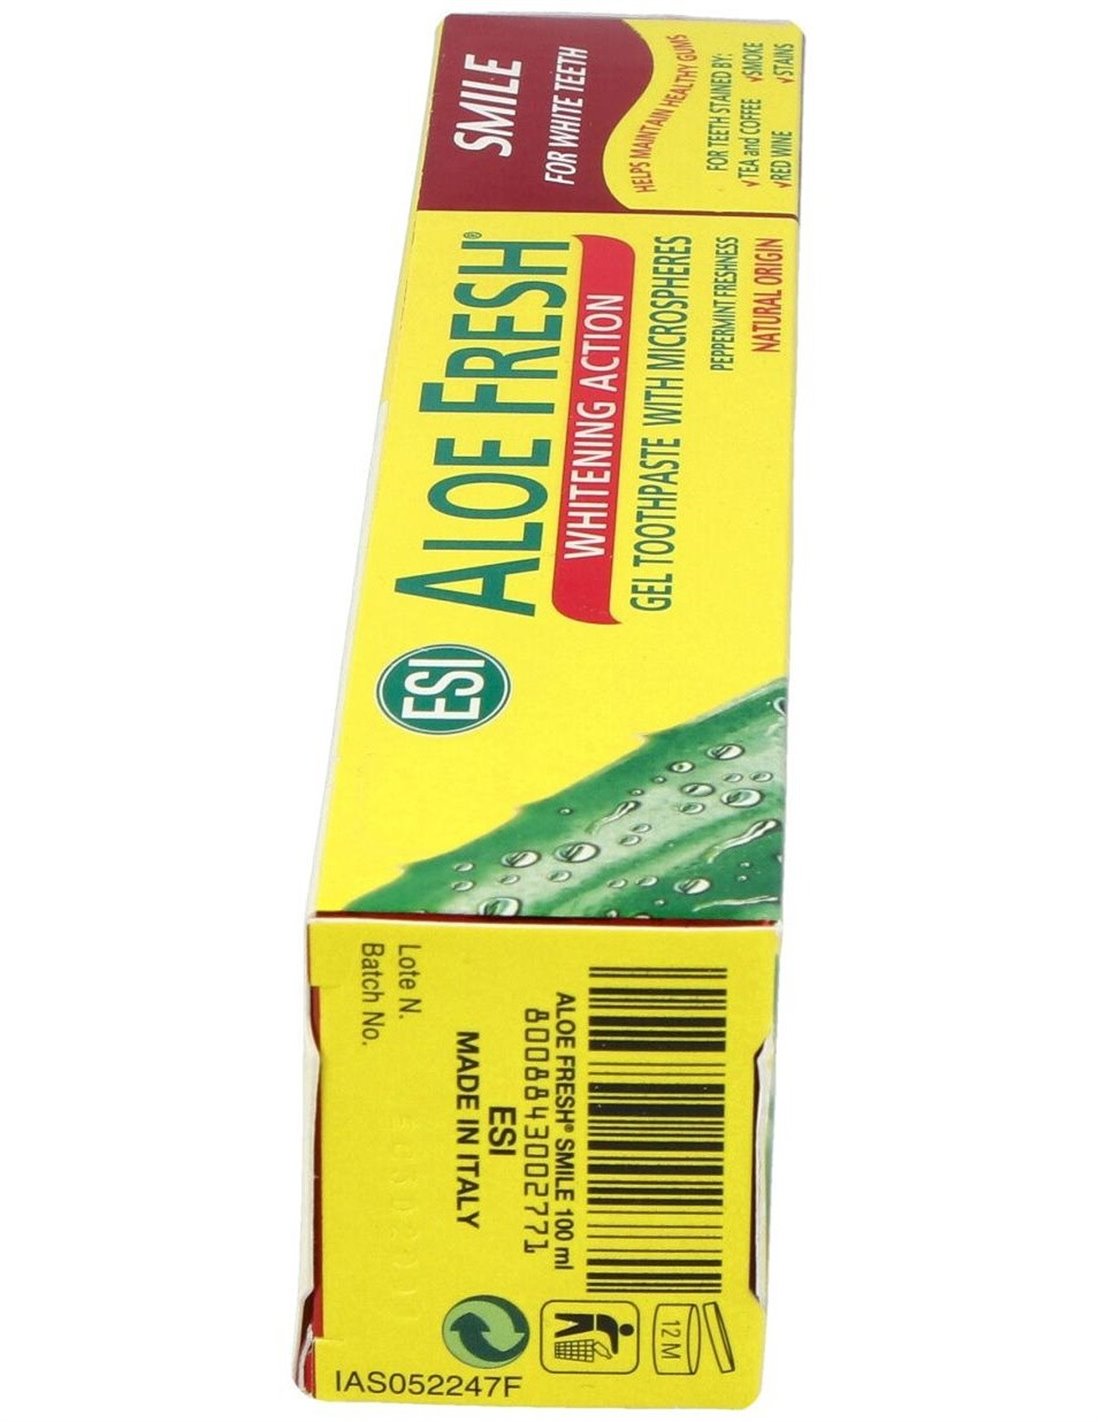 SMILE
FOR WHITE TEETH
HELPS MAINTAIN HEALTHY GUMS
FOR TEETH STAINED BY:
✓TEA and COFFEE ✓SMOKE
✓RED WINE ✓STAINS
ESI
ALOE FRESH®
WHITENING ACTION
GEL TOOTHPASTE WITH MICROSPHERES
PEPPERMINT FRESHNESS
NATURAL ORIGIN
ALOE FRESH® SMILE 100 ml
8008843002771
ESI
MADE IN ITALY
Lote N.
Batch No.
12 M
IAS052247F